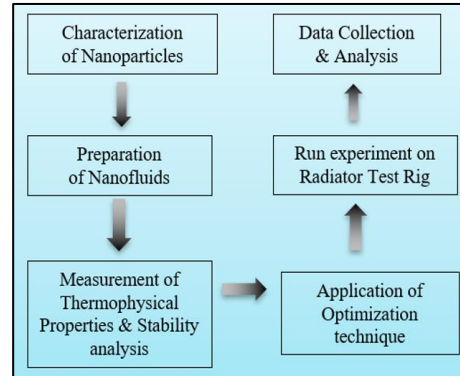 Characterization
of Nanoparticles
Preparation
of Nanofluids
Measurement of
Thermophysical
Properties & Stability
analysis
Application of
Optimization
technique
Run experiment on
Radiator Test Rig
Data Collection
& Analysis